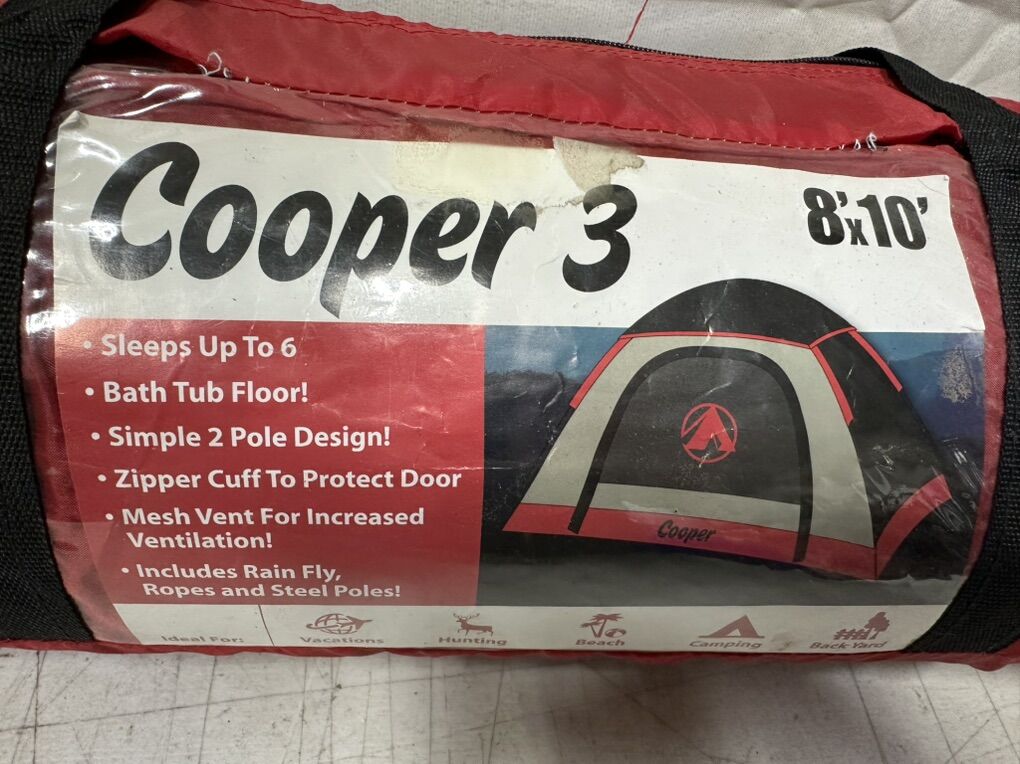 Cooper 3
8'x10'
• Sleeps Up To 6
• Bath Tub Floor!
• Simple 2 Pole Design!
• Zipper Cuff To Protect Door
• Mesh Vent For Increased
Ventilation!
• Includes Rain Fly,
Ropes and Steel Poles!
Cooper
Ideal For:
Vacations
Hunting
Beach
Camping
Back Yard